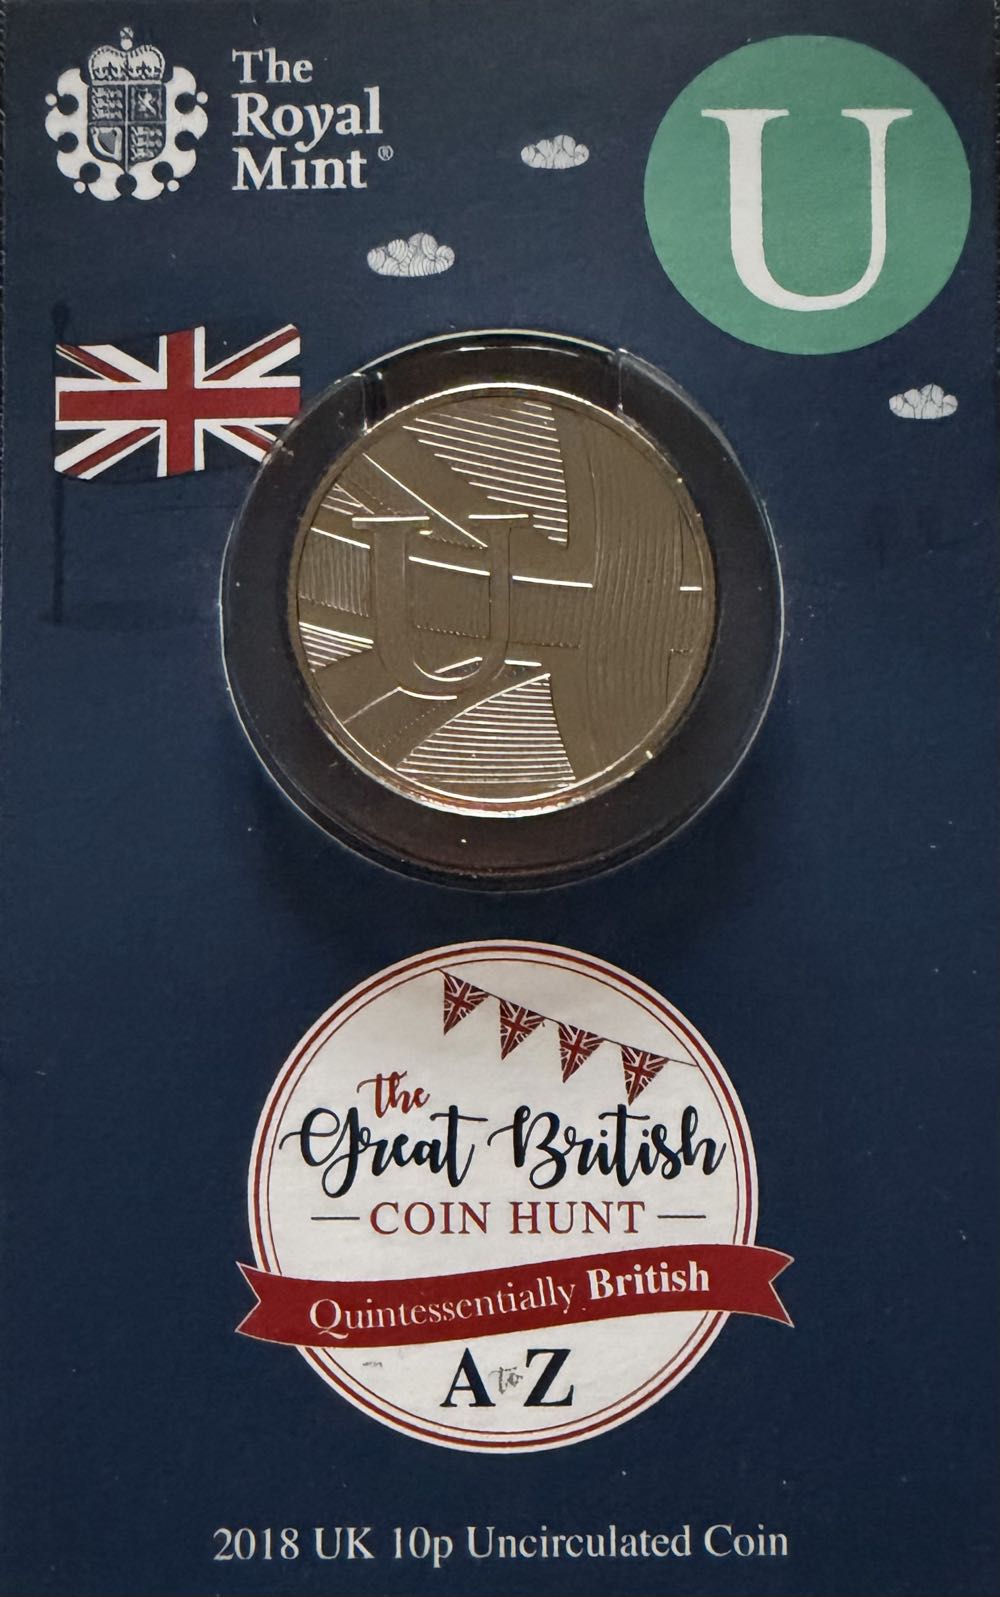 The
Royal
Mint®
U
U
the
Great British
COIN HUNT
Quintessentially British
A to Z
2018 UK 10p Uncirculated Coin